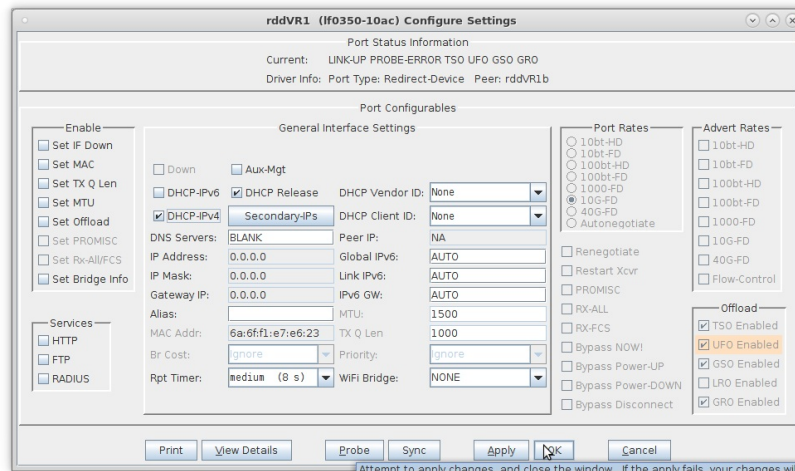 rddVR1 (lf0350-10ac) Configure Settings
Port Status Information
Current: LINK-UP PROBE-ERROR TSO UFO GSO GRO
Driver Info: Port Type: Redirect-Device Peer: rddVR1b
Port Configurables
Enable
Set IF Down
Set MAC
Set TX Q Len
Set MTU
Set Offload
Set PROMISC
Set Rx-All/FCS
Set Bridge Info
Services
HTTP
FTP
RADIUS
General Interface Settings
Down Aux-Mgt
DHCP-IPv6 DHCP Release DHCP Vendor ID: None
DHCP-IPv4 Secondary-IPs DHCP Client ID: None
DNS Servers: BLANK Peer IP: NA
IP Address: 0.0.0.0 Global IPv6: AUTO
IP Mask: 0.0.0.0 Link IPv6: AUTO
Gateway IP: 0.0.0.0 IPv6 GW: AUTO
Alias: MTU: 1500
MAC Addr: 6a:6f:f1:e7:e6:23 TX Q Len 1000
Br Cost: Ignore Priority: Ignore
Rpt Timer: medium (8 s) WiFi Bridge: NONE
Port Rates
10bt-HD
10bt-FD
100bt-HD
100bt-FD
1000-FD
10G-FD
40G-FD
Autonegotiate
Renegotiate
Restart Xcvr
PROMISC
RX-ALL
RX-FCS
Bypass NOW!
Bypass Power-UP
Bypass Power-DOWN
Bypass Disconnect
Advert Rates
10bt-HD
10bt-FD
100bt-HD
100bt-FD
1000-FD
10G-FD
40G-FD
Flow-Control
Offload
TSO Enabled
UFO Enabled
GSO Enabled
LRO Enabled
GRO Enabled
Print View Details Probe Sync Apply OK Cancel
Attempt to apply changes, and close the window. If the apply fails, your changes wi